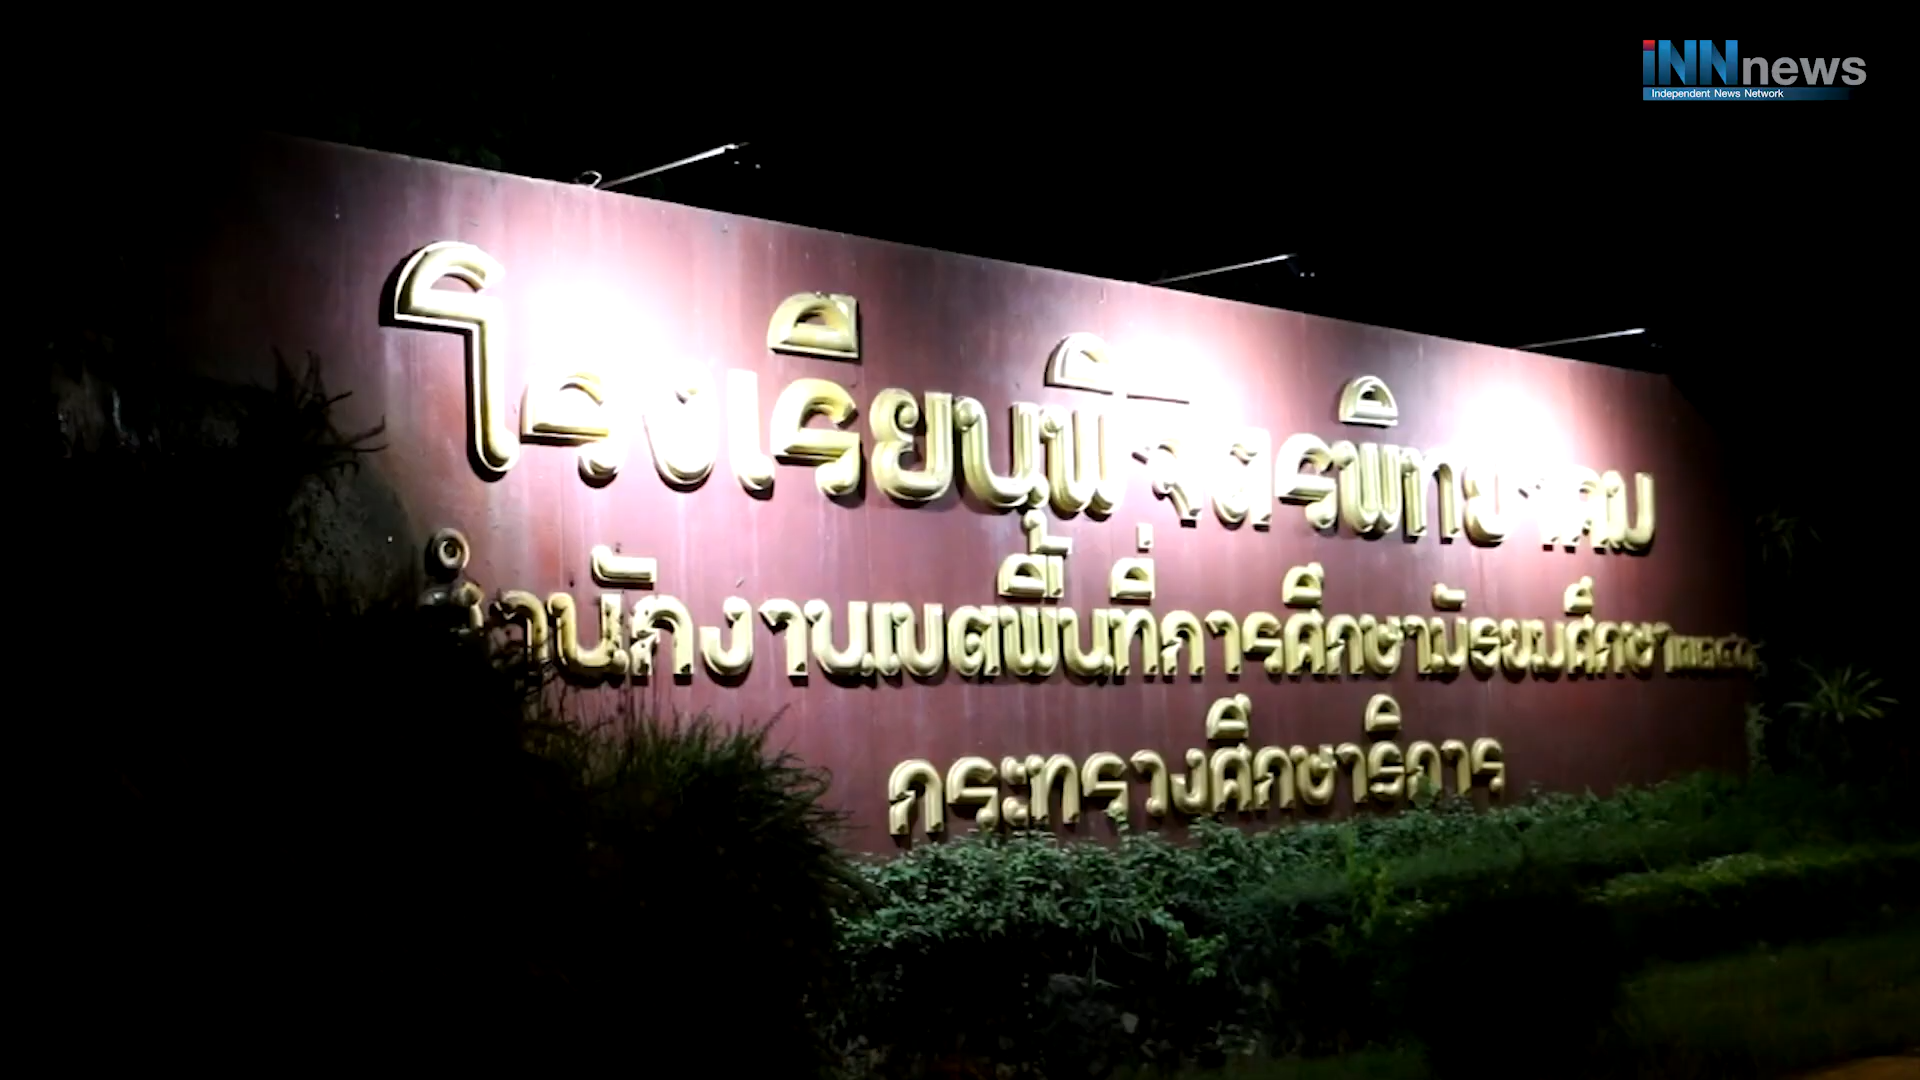 iNNnews
Independent News Network
โรงเรียนพิจิตรพิทยาคม
สำนักงานเขตพื้นที่การศึกษามัธยมศึกษา
กระทรวงศึกษาธิการ